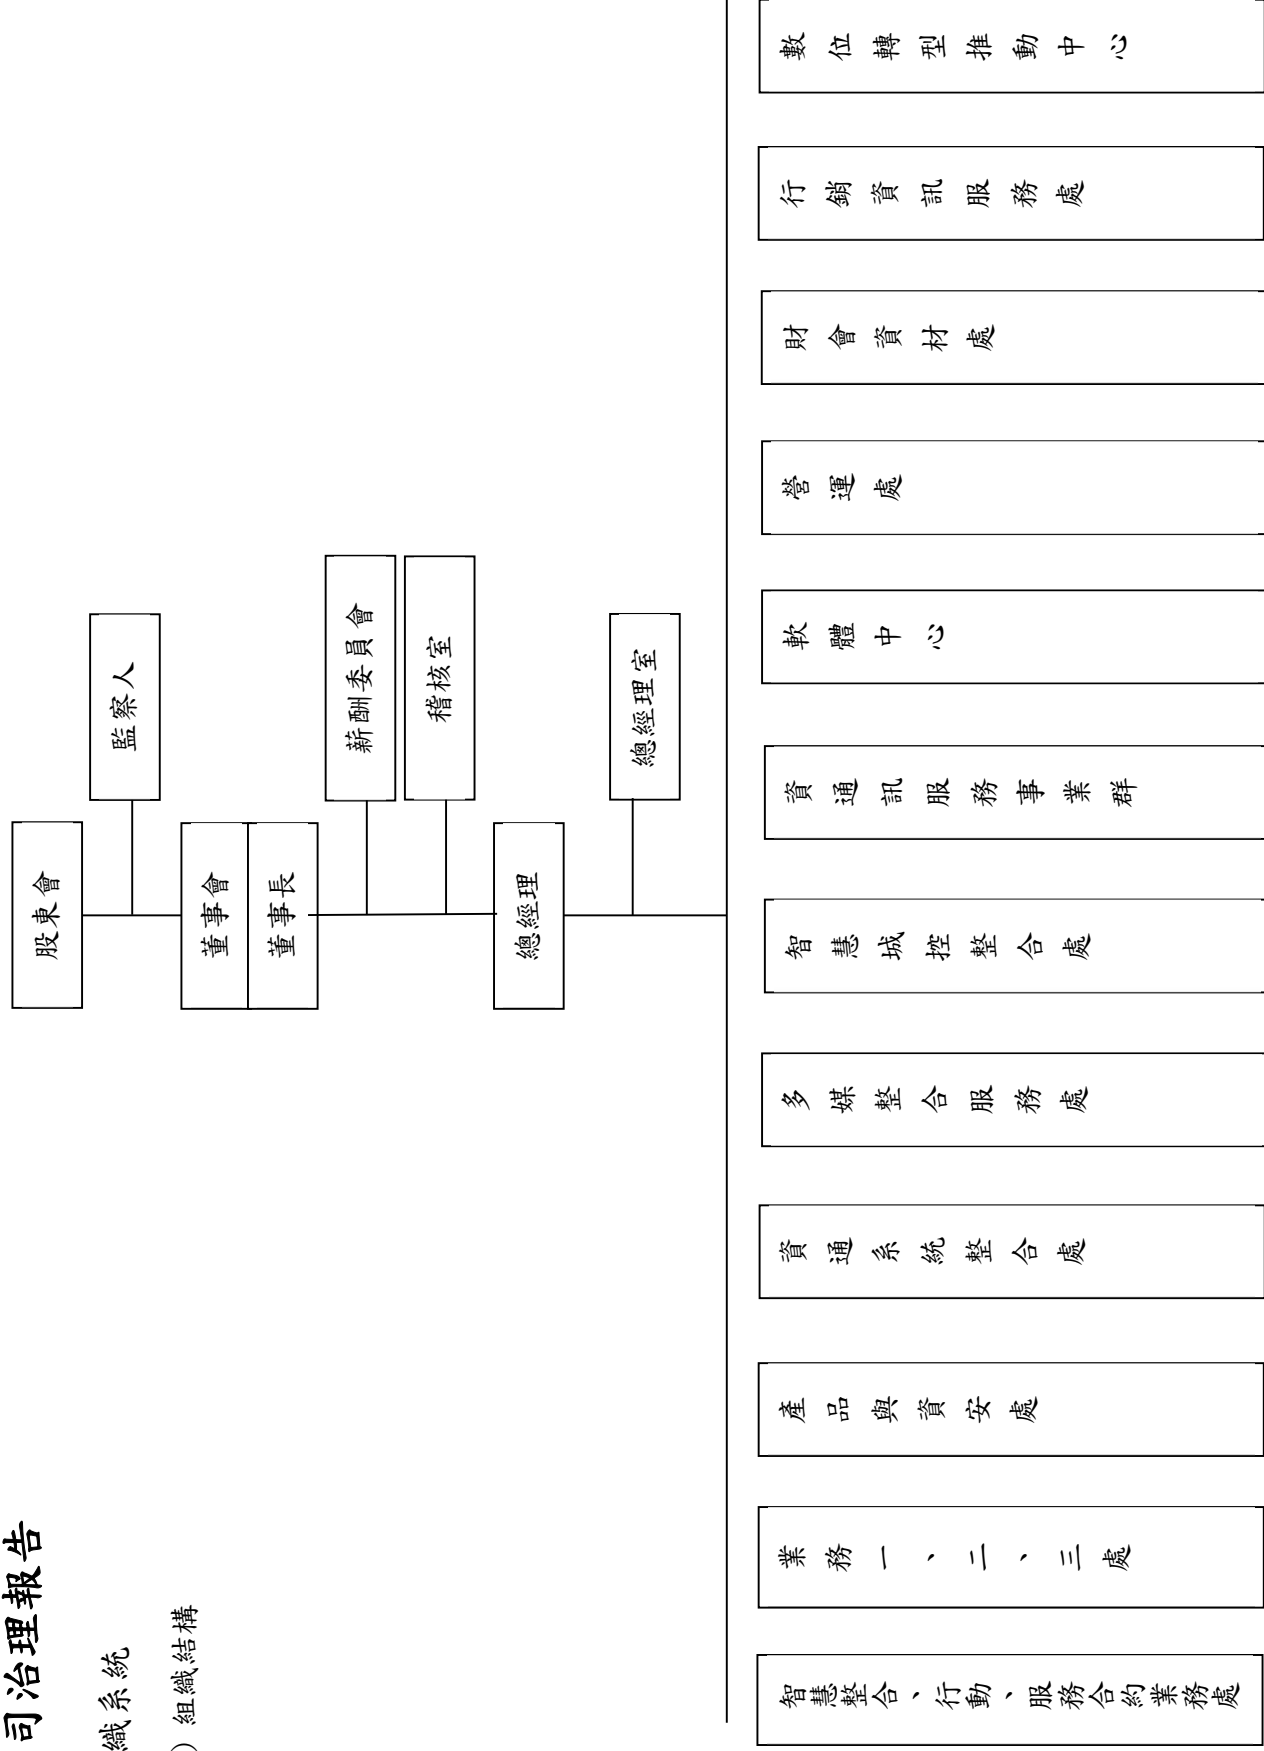 司治理報告
織系統
）組織結構
股東會
監察人
董事會
董事長
薪酬委員會
稽核室
總經理
總經理室
智慧整合、行動、服務合約業務處
業務一、二、三處
產品與資安處
資通系統整合處
多媒整合服務處
智慧城控整合處
資通訊服務事業群
軟體中心
營運處
財會資材處
行銷資訊服務處
數位轉型推動中心